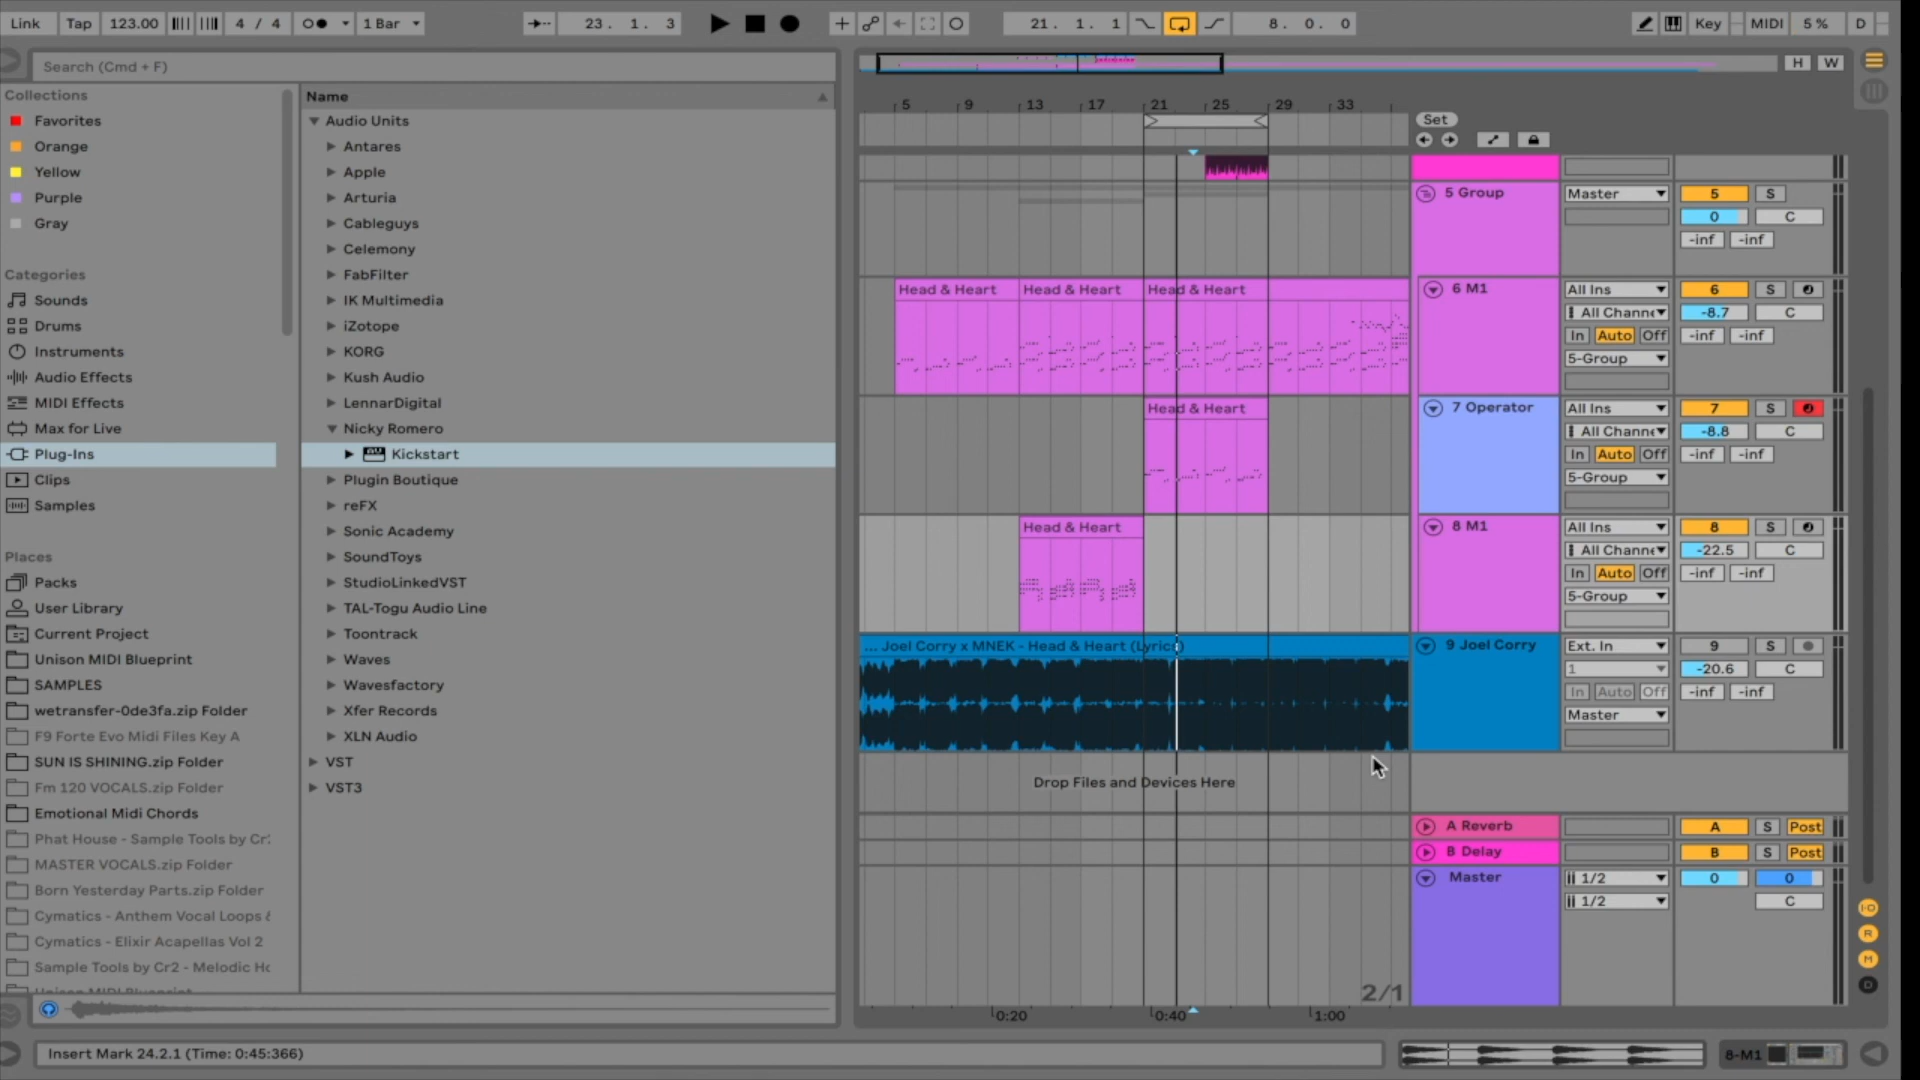 Link Tap 123.00 4 / 4 1 Bar 23. 1. 3 21. 1. 1 8. 0. 0 Key MIDI 5 % D
Search (Cmd + F)
H W
Collections
Favorites
Orange
Yellow
Purple
Gray
Categories
Sounds
Drums
Instruments
Audio Effects
MIDI Effects
Max for Live
Plug-Ins
Clips
Samples
Places
Packs
User Library
Current Project
Unison MIDI Blueprint
SAMPLES
wetransfer-0de3fa.zip Folder
F9 Forte Evo Midi Files Key A
SUN IS SHINING.zip Folder
Fm 120 VOCALS.zip Folder
Emotional Midi Chords
Phat House - Sample Tools by Cr
MASTER VOCALS.zip Folder
Born Yesterday Parts.zip Folder
Cymatics - Anthem Vocal Loops
Cymatics - Elixir Acapellas Vol 2
Sample Tools by Cr2 - Melodic
Unison MIDI Blueprint
Name
Audio Units
Antares
Apple
Arturia
Cableguys
Celemony
FabFilter
IK Multimedia
iZotope
KORG
Kush Audio
LennarDigital
Nicky Romero
Kickstart
Plugin Boutique
reFX
Sonic Academy
SoundToys
StudioLinkedVST
TAL-Togu Audio Line
Toontrack
Waves
Wavesfactory
Xfer Records
XLN Audio
VST
VST3
5 9 13 17 21 25 29 33
Set
5 Group Master 5 S
0 C
-inf -inf
Head & Heart Head & Heart Head & Heart 6 M1 All Ins 6 S
All Channe -8.7 C
In Auto Off -inf -inf
5-Group
Head & Heart 7 Operator All Ins 7 S
All Channe -8.8 C
In Auto Off -inf -inf
5-Group
Head & Heart 8 M1 All Ins 8 S
All Channe -22.5 C
In Auto Off -inf -inf
5-Group
... Joel Corry x MNEK - Head & Heart (Lyrics) 9 Joel Corry Ext. In 9 S
1 -20.6 C
In Auto Off -inf -inf
Master
Drop Files and Devices Here
A Reverb A S Post
B Delay B S Post
Master 1/2 0 0
1/2 C
I-O
R
M
D
2/1
0:20 0:40 1:00
Insert Mark 24.2.1 (Time: 0:45:366) 8-M1